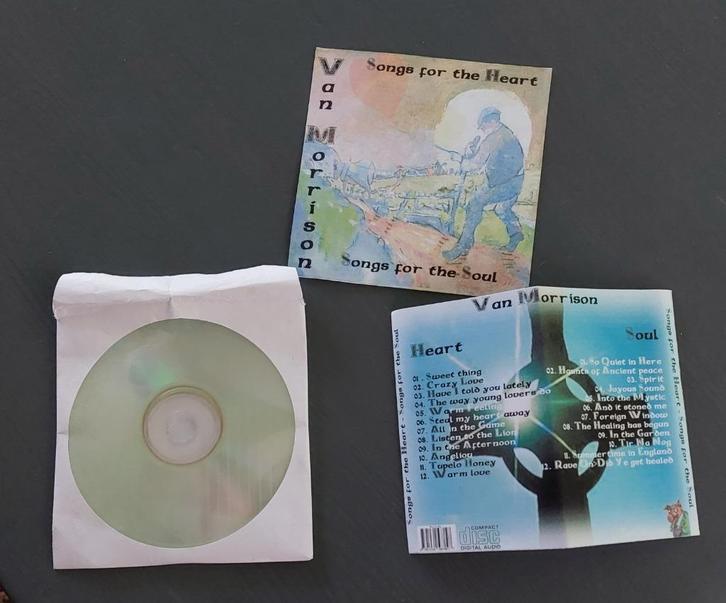 Songs for the Heart
Van Morrison
Songs for the Soul
Van Morrison
Heart
01. Sweet thing
02. Crazy Love
03. Have I told you lately
04. The way young lovers do
05. Warm Feeling
06. Steal my heart away
07. All in the Game
08. Listen to the Lion
09. In the Afternoon
10. Angeliou
11. Tupelo Honey
12. Warm love
Soul
01. So Quiet in Here
02. Haunts of Ancient peace
03. Spirit
04. Joyous Sound
05. Into the Mystic
06. And it stoned me
07. Foreign Window
08. The Healing has begun
09. In the Garden
10. Tir Na Nog
11. Summertime in England
12. Rave On-Did Y e get healed
Songs for the Heart - Songs for the Soul
Songs for the Heart - Songs for the Soul
COMPACT
disc
DIGITAL AUDIO